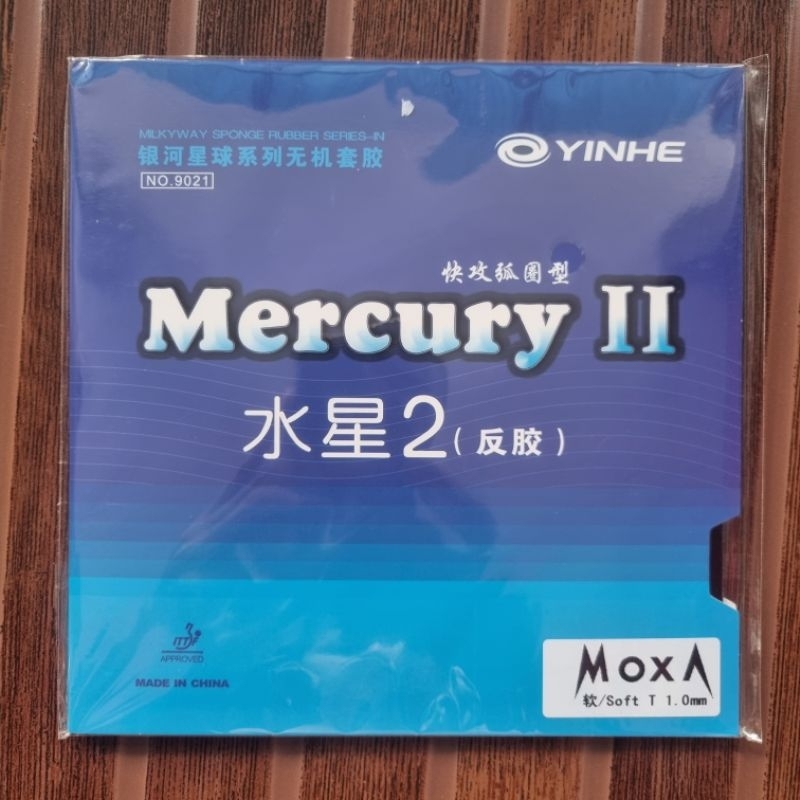 MILKYWAY SPONGE RUBBER SERIES-IN
银河星球系列无机套胶
NO.9021
YINHE
快攻弧圈型
Mercury II
水星2(反胶)
ITTF
APPROVED
MADE IN CHINA
MOXA
软/Soft T 1.0mm